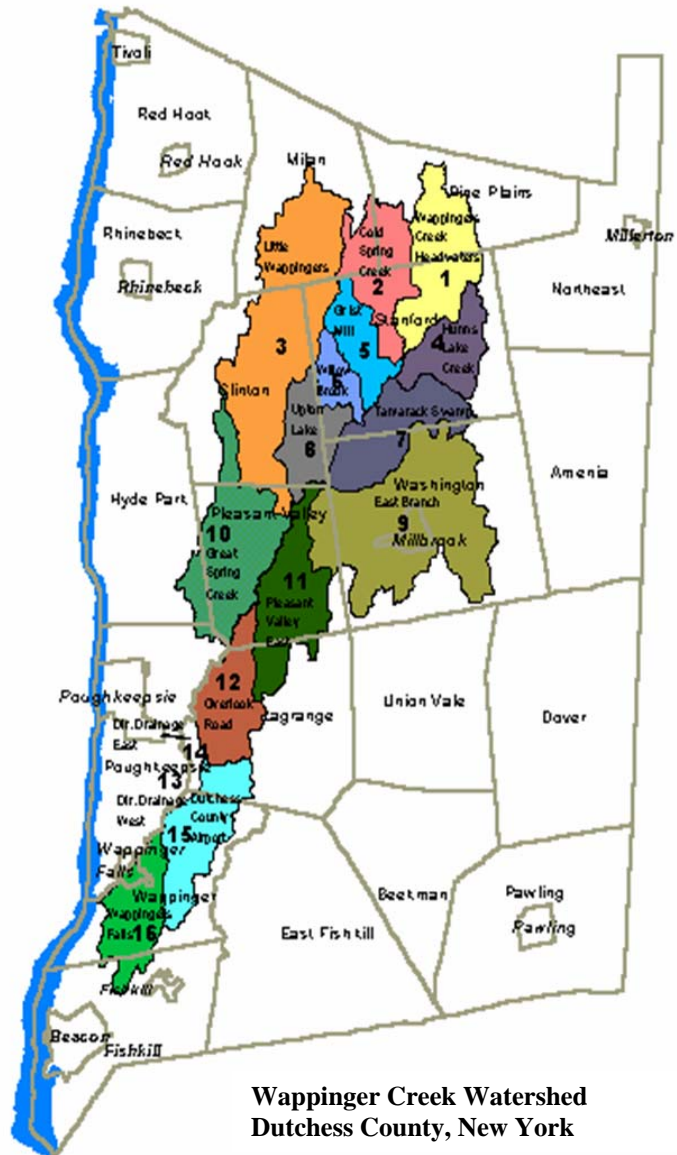 Tivoli
Red Hook
Red Hook
Milan
Pine Plains
Rhinebeck
Rhinebeck
Millerton
Northeast
Little
Wappingers
Cold
Spring
Creek
2
Wappingers
Creek
Headwaters
1
Stanford
Grist
Mill
5
Hunns
Lake
Creek
4
3
Clinton
Willow
Brook
Upton
Lake
8
Tamarack Swamp
7
Amenia
Hyde Park
Washington
East Branch
9
Millbrook
Pleasant Valley
10
Great
Spring
Creek
11
Pleasant
Valley
East
12
Overlook
Road
Lagrange
Union Vale
Dover
Poughkeepsie
Dir.Drainage
East
14
Poughkeepsie
13
Dir.Drainage
West
Dutchess
County
Airport
15
Wappinger
Falls
Wappinger
Wappingers
Falls
16
Beekman
Pawling
Pawling
East Fishkill
Fishkill
Beacon
Fishkill
Wappinger Creek Watershed
Dutchess County, New York